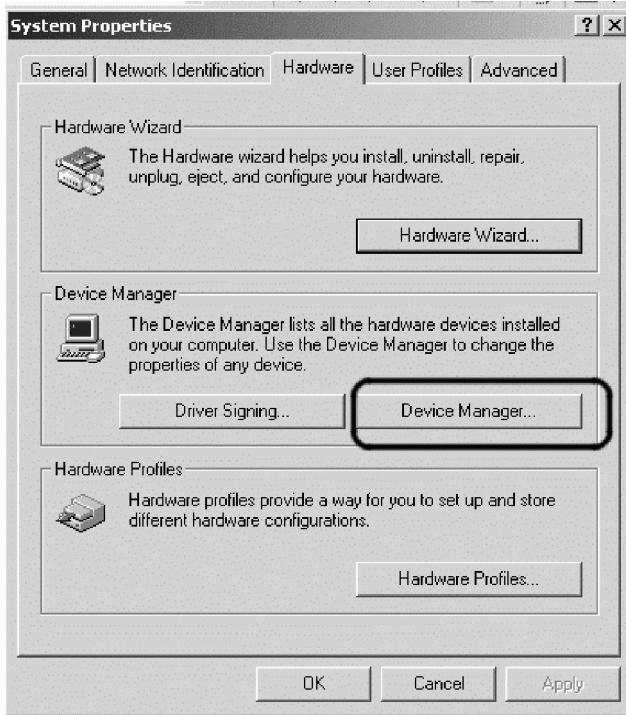 System Properties
? X
General Network Identification Hardware User Profiles Advanced
Hardware Wizard
The Hardware wizard helps you install, uninstall, repair,
unplug, eject, and configure your hardware.
Hardware Wizard...
Device Manager
The Device Manager lists all the hardware devices installed
on your computer. Use the Device Manager to change the
properties of any device.
Driver Signing... Device Manager...
Hardware Profiles
Hardware profiles provide a way for you to set up and store
different hardware configurations.
Hardware Profiles...
OK Cancel Apply